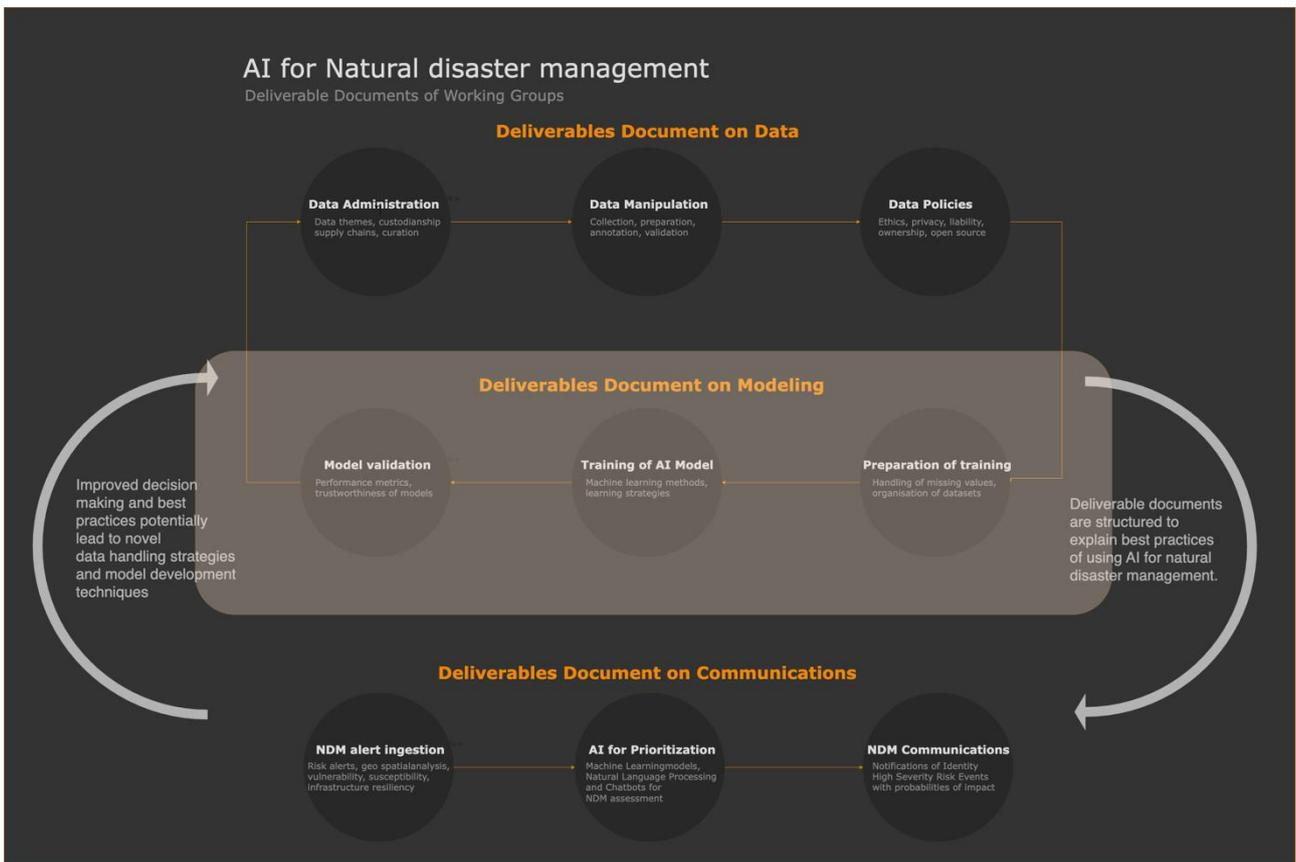 AI for Natural disaster management
Deliverable Documents of Working Groups
Deliverables Document on Data
Data Administration
Data themes, custodianship
supply chains, curation
Data Manipulation
Collection, preparation,
annotation, validation
Data Policies
Ethics, privacy, liability,
ownership, open source
Deliverables Document on Modeling
Model validation
Performance metrics,
trustworthiness of models
Training of AI Model
Machine learning methods,
learning strategies
Preparation of training
Handling of missing values,
organisation of datasets
Improved decision
making and best
practices potentially
lead to novel
data handling strategies
and model development
techniques
Deliverable documents
are structured to
explain best practices
of using AI for natural
disaster management.
Deliverables Document on Communications
NDM alert ingestion
Risk alerts, geo spatialanalysis,
vulnerability, susceptibility,
infrastructure resiliency
AI for Prioritization
Machine Learningmodels,
Natural Language Processing
and Chatbots for
NDM assessment
NDM Communications
Notifications of Identity
High Severity Risk Events
with probabilities of impact